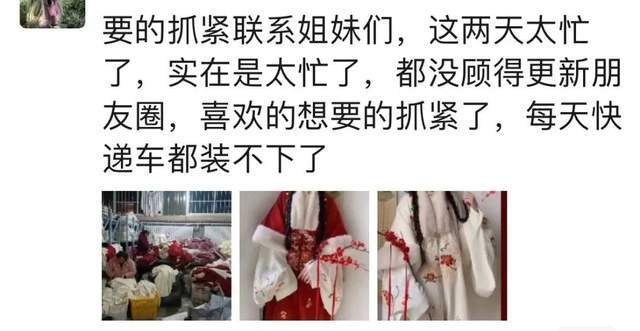 要的抓紧联系姐妹们，这两天太忙
了，实在是太忙了，都没顾得更新朋
友圈，喜欢的想要的抓紧了，每天快
递车都装不下了